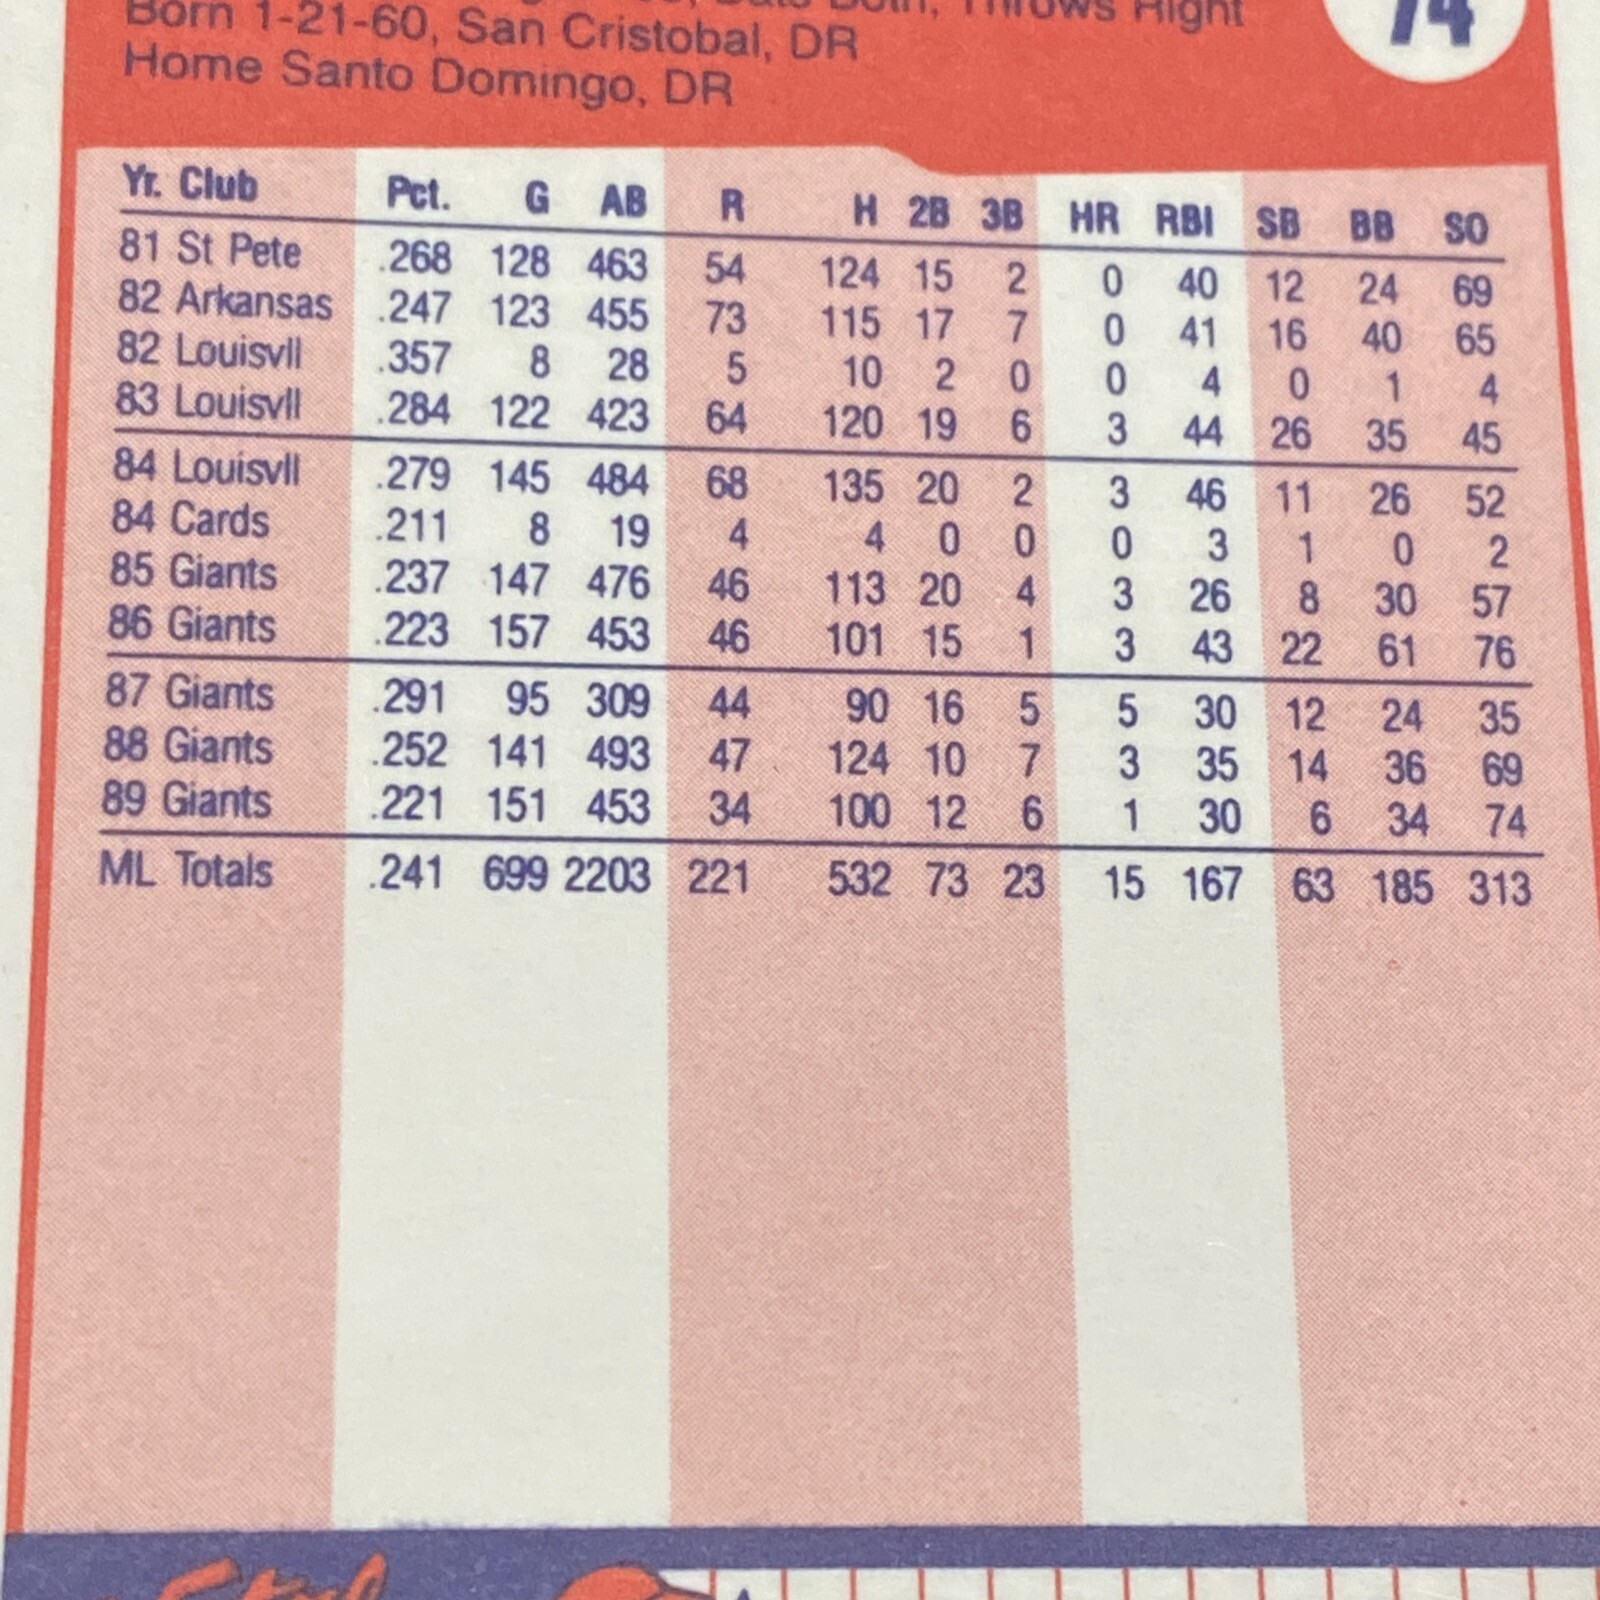 Bats Both, Throws Right
Born 1-21-60, San Cristobal, DR
Home Santo Domingo, DR
74
Yr. Club Pct. G AB R H 2B 3B HR RBI SB BB SO
81 St Pete .268 128 463 54 124 15 2 0 40 12 24 69
82 Arkansas .247 123 455 73 115 17 7 0 41 16 40 65
82 Louisvll .357 8 28 5 10 2 0 0 4 0 1 4
83 Louisvll .284 122 423 64 120 19 6 3 44 26 35 45
84 Louisvll .279 145 484 68 135 20 2 3 46 11 26 52
84 Cards .211 8 19 4 4 0 0 0 3 1 0 2
85 Giants .237 147 476 46 113 20 4 3 26 8 30 57
86 Giants .223 157 453 46 101 15 1 3 43 22 61 76
87 Giants .291 95 309 44 90 16 5 5 30 12 24 35
88 Giants .252 141 493 47 124 10 7 3 35 14 36 69
89 Giants .221 151 453 34 100 12 6 1 30 6 34 74
ML Totals .241 699 2203 221 532 73 23 15 167 63 185 313